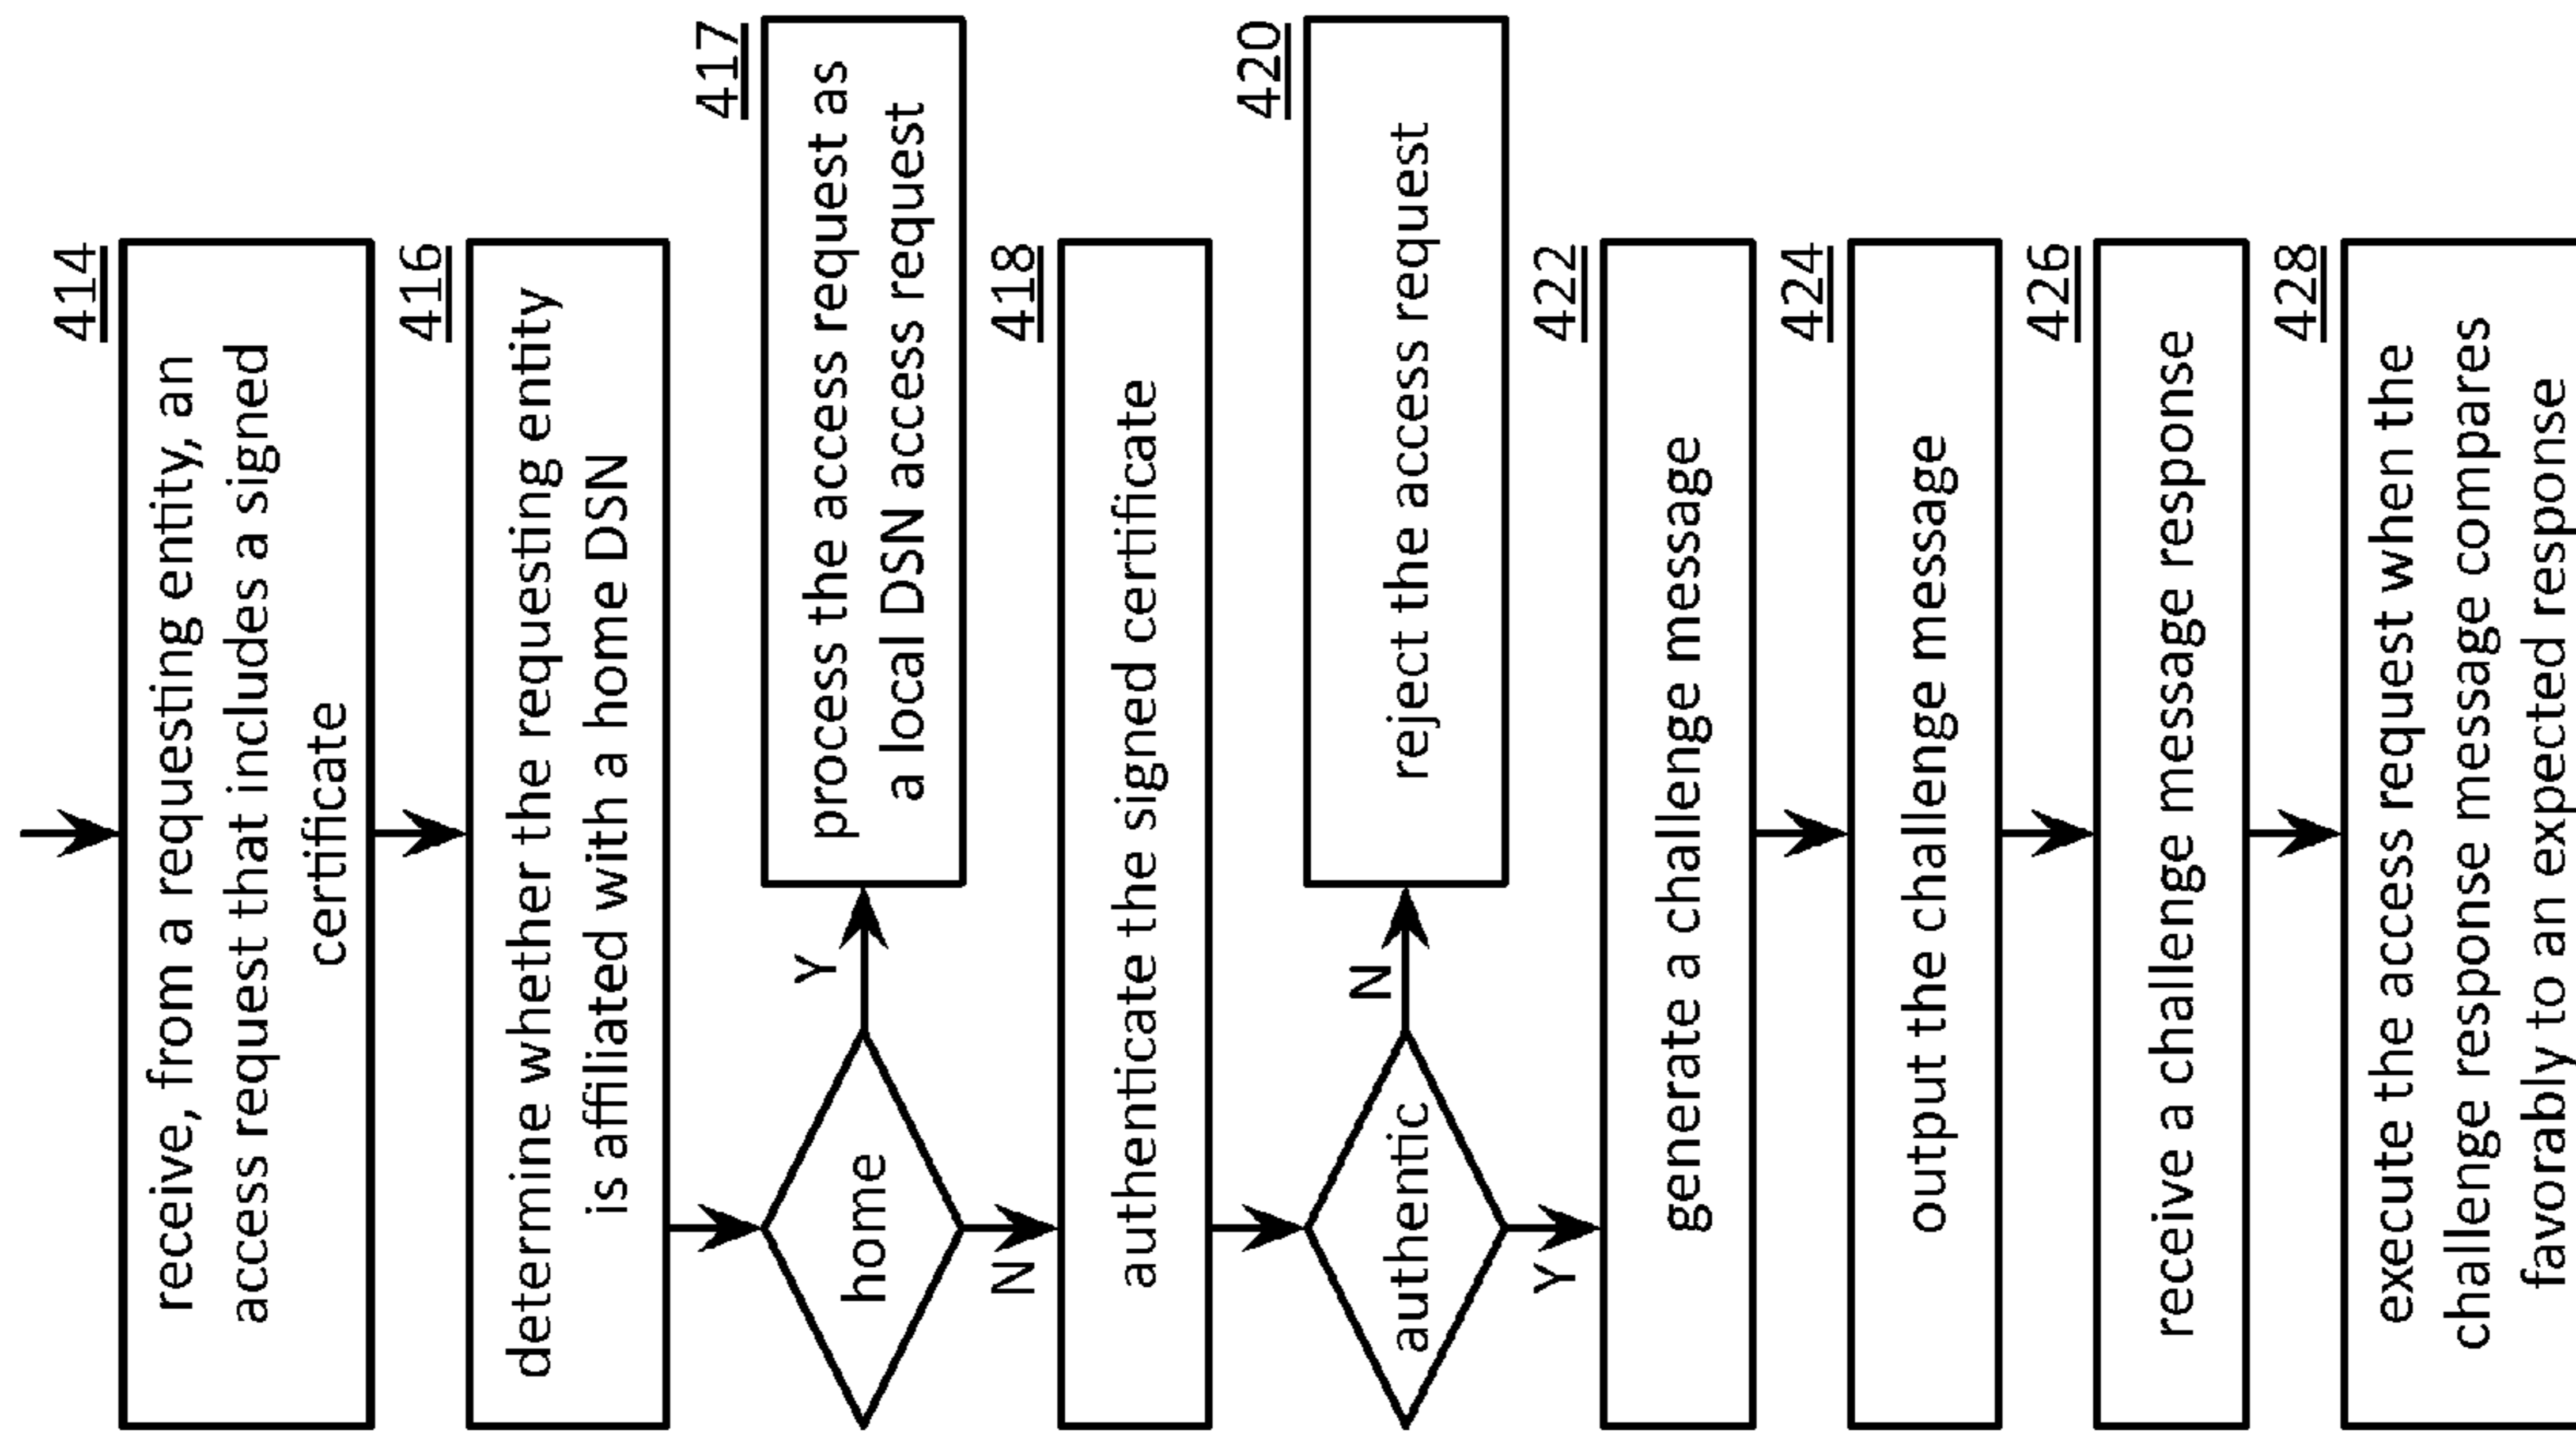 414
receive, from a requesting entity, an
access request that includes a signed
certificate
416
determine whether the requesting entity
is affiliated with a home DSN
home
Y
417
process the access request as
a local DSN access request
N
418
authenticate the signed certificate
authentic
N
420
reject the access request
Y
422
generate a challenge message
424
output the challenge message
426
receive a challenge message response
428
execute the access request when the
challenge response message compares
favorably to an expected response